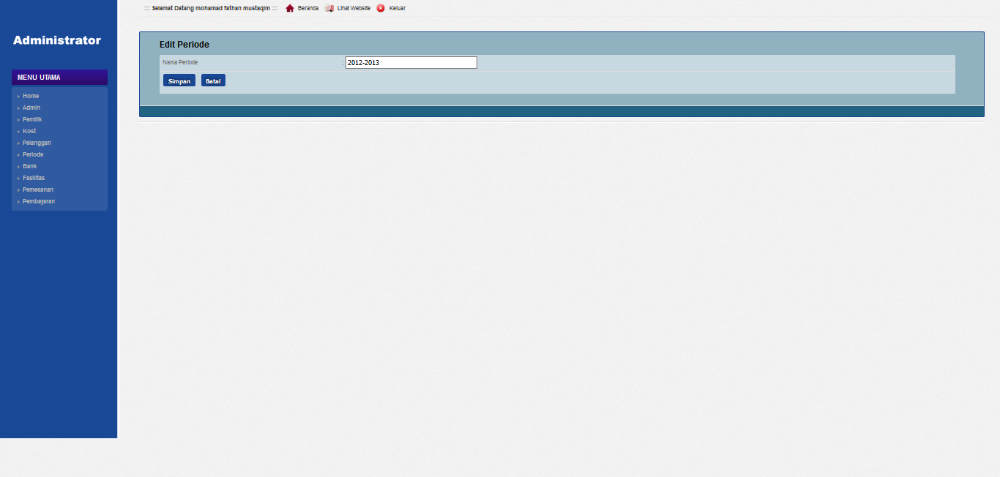 :::: Selamat Datang mohamad fathan mustaqim :::: Beranda Lihat Website Keluar
Administrator
MENU UTAMA
Home
Admin
Pemilik
Kost
Pelanggan
Periode
Bank
Fasilitas
Pemesanan
Pembayaran
Edit Periode
Nama Periode : 2012-2013
Simpan Batal